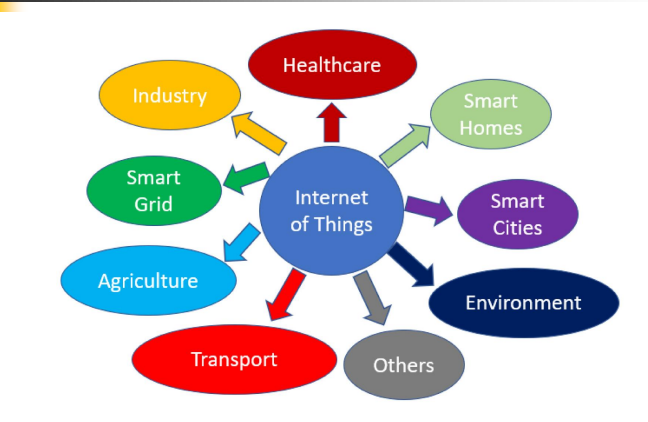 Healthcare
Industry
Smart
Homes
Smart
Grid
Internet
of Things
Smart
Cities
Agriculture
Environment
Transport
Others